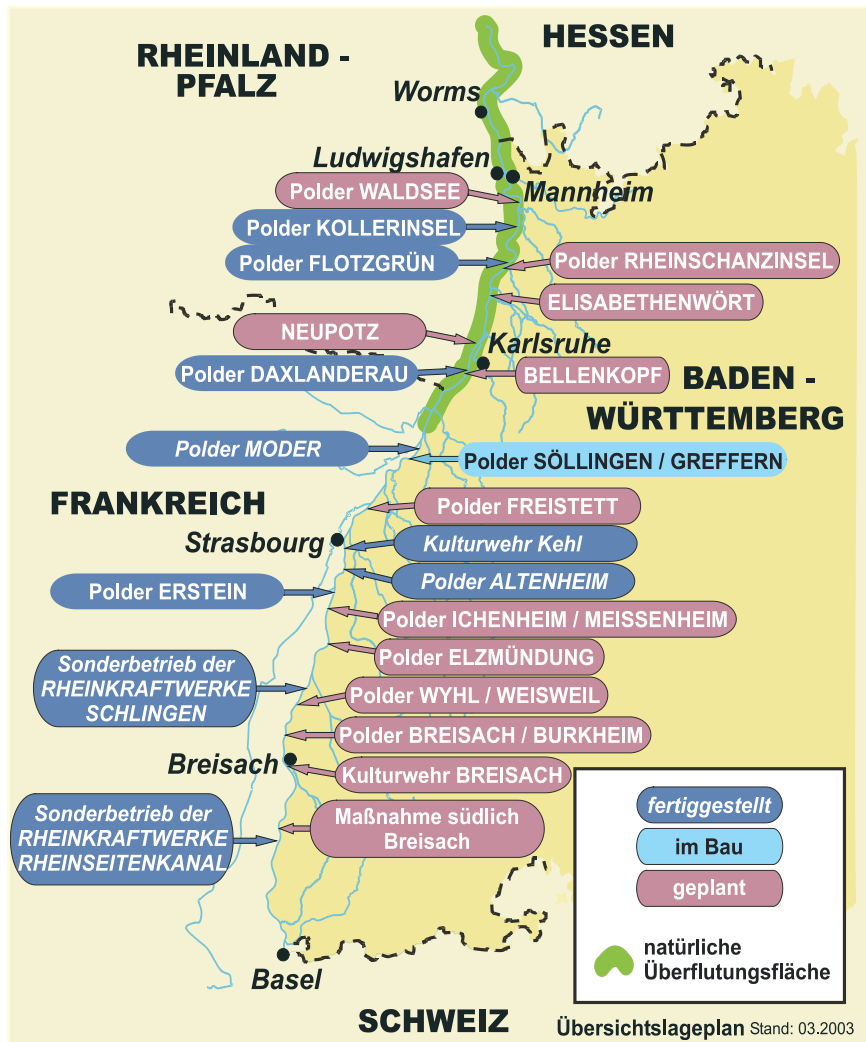 HESSEN
RHEINLAND -
PFALZ
Worms
Ludwigshafen
Mannheim
Polder WALDSEE
Polder KOLLERINSEL
Polder FLOTZGRÜN
Polder RHEINSCHANZINSEL
ELISABETHENWÖRT
NEUPOTZ
Karlsruhe
Polder DAXLANDERAU
BELLENKOPF
BADEN -
WÜRTTEMBERG
Polder MODER
Polder SÖLLINGEN / GREFFERN
FRANKREICH
Polder FREISTETT
Strasbourg
Kulturwehr Kehl
Polder ALTENHEIM
Polder ERSTEIN
Polder ICHENHEIM / MEISSENHEIM
Polder ELZMÜNDUNG
Sonderbetrieb der
RHEINKRAFTWERKE
SCHLINGEN
Polder WYHL / WEISWEIL
Polder BREISACH / BURKHEIM
Breisach
Kulturwehr BREISACH
Sonderbetrieb der
RHEINKRAFTWERKE
RHEINSEITENKANAL
Maßnahme südlich
Breisach
fertiggestellt
im Bau
geplant
natürliche
Überflutungsfläche
Basel
SCHWEIZ
Übersichtslageplan Stand: 03.2003